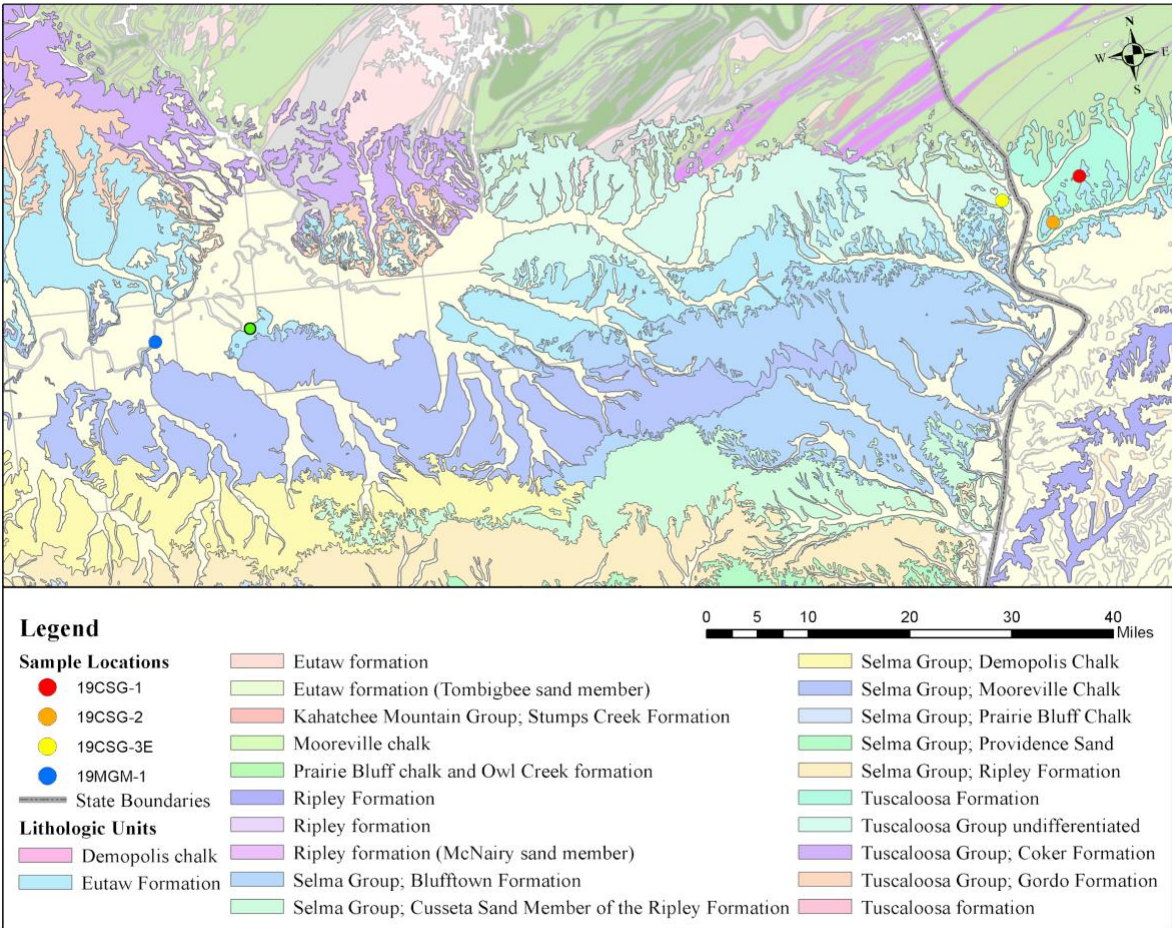 N
W E
S
Legend
0 5 10 20 30 40
Miles
Sample Locations
19CSG-1
19CSG-2
19CSG-3E
19MGM-1
State Boundaries
Lithologic Units
Demopolis chalk
Eutaw Formation
Eutaw formation
Eutaw formation (Tombigbee sand member)
Kahatchee Mountain Group; Stumps Creek Formation
Mooreville chalk
Prairie Bluff chalk and Owl Creek formation
Ripley Formation
Ripley formation
Ripley formation (McNairy sand member)
Selma Group; Blufftown Formation
Selma Group; Cusseta Sand Member of the Ripley Formation
Selma Group; Demopolis Chalk
Selma Group; Mooreville Chalk
Selma Group; Prairie Bluff Chalk
Selma Group; Providence Sand
Selma Group; Ripley Formation
Tuscaloosa Formation
Tuscaloosa Group undifferentiated
Tuscaloosa Group; Coker Formation
Tuscaloosa Group; Gordo Formation
Tuscaloosa formation